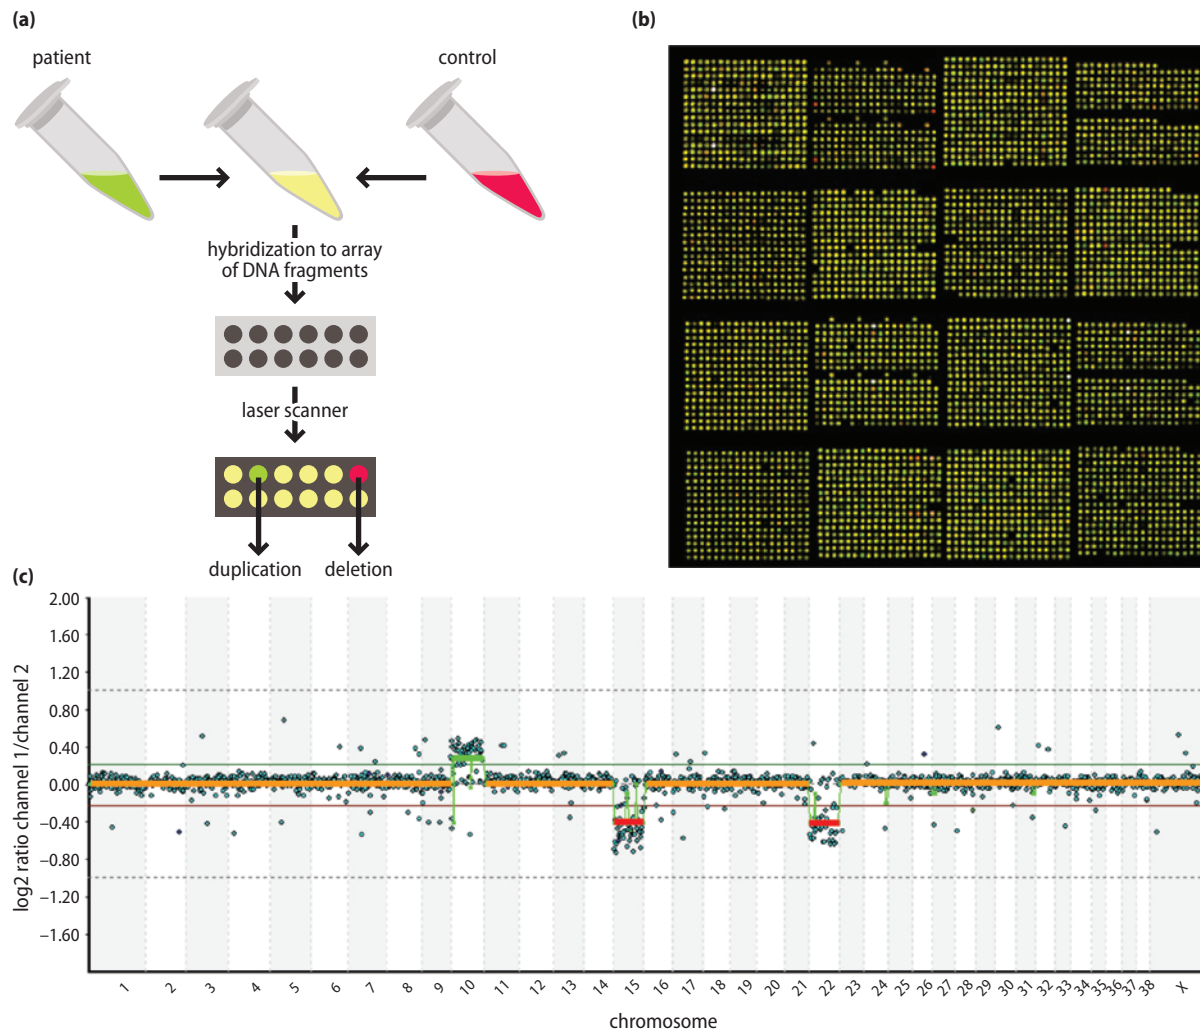 (a)
patient
control
hybridization to array
of DNA fragments
laser scanner
duplication
deletion
(b)
(c)
log2 ratio channel 1/channel 2
2.00
1.60
1.20
0.80
0.40
0.00
−0.40
−0.80
−1.20
−1.60
1 2 3 4 5 6 7 8 9 10 11 12 13 14 15 16 17 18 19 20 21 22 23 24 25 26 27 28 29 30 31 32 33 34 35 36 37 38 X
chromosome